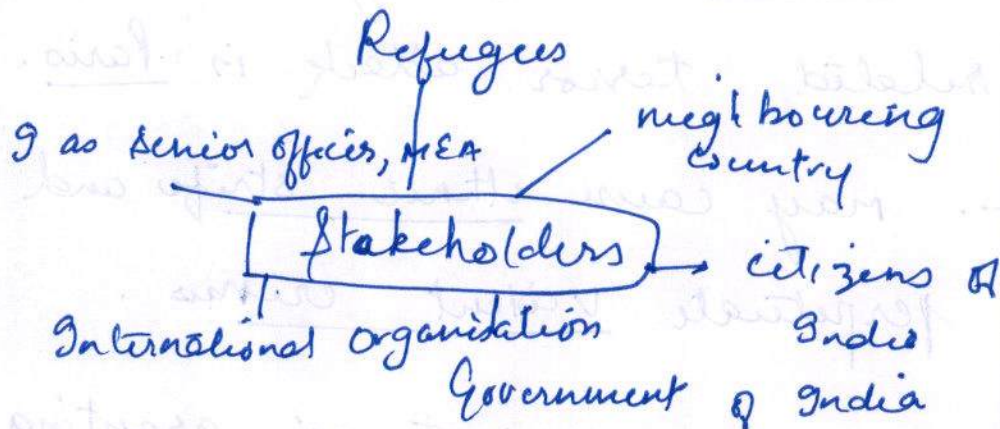 Refugees
I as Senior officer, MEA
neighbouring
country
Stakeholders
citizens of
India
International Organisation
Government of India